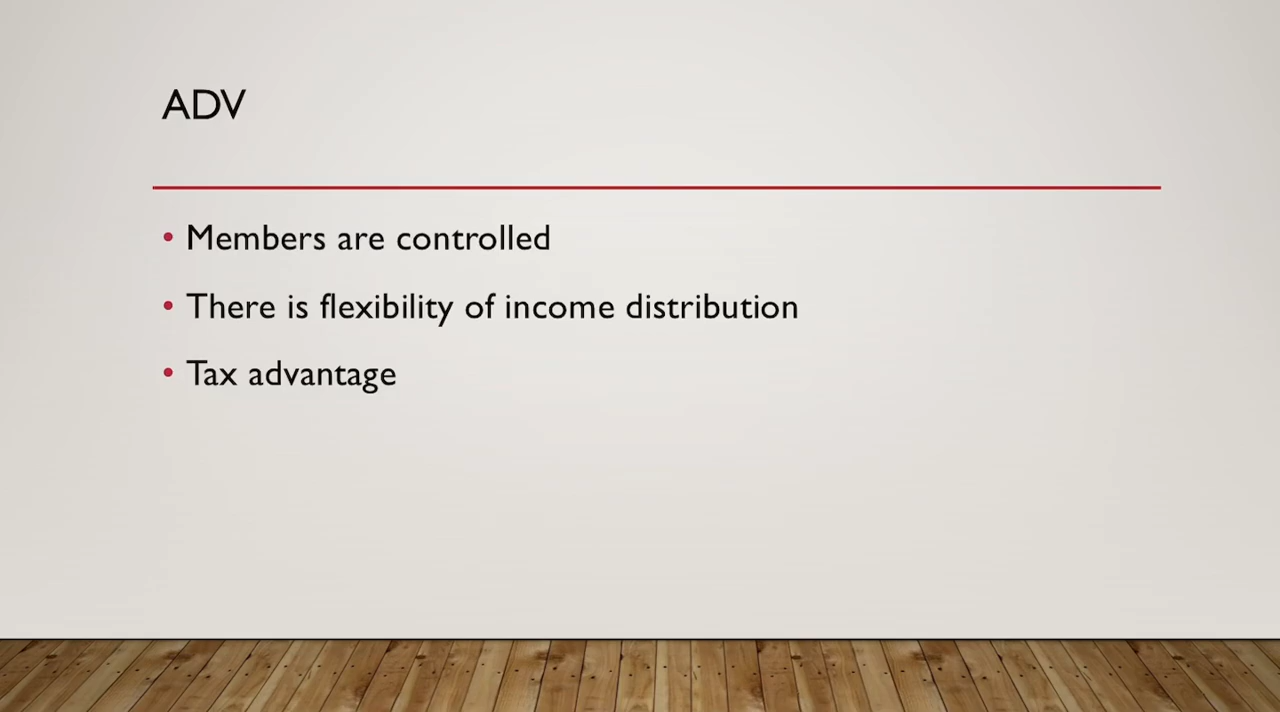 ADV
• Members are controlled
• There is flexibility of income distribution
• Tax advantage